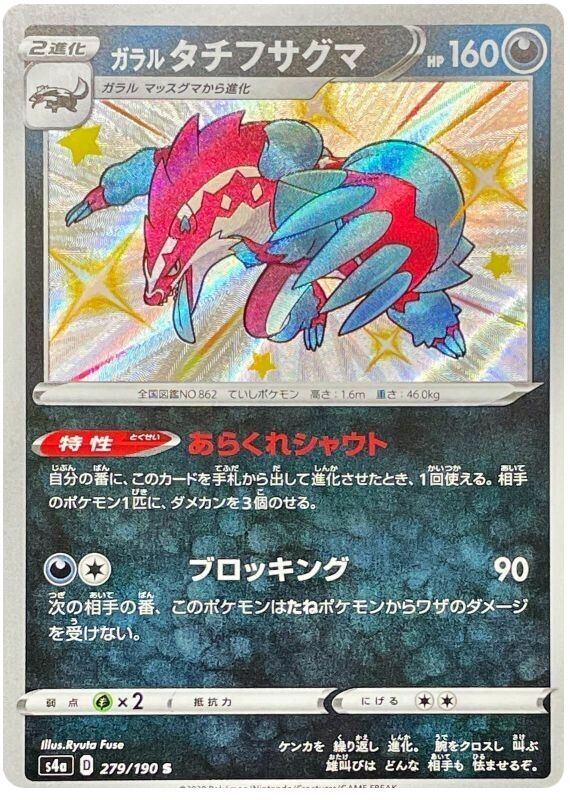 2進化 ガラル タチフサグマ HP 160
ガラル マッスグマから進化
全国図鑑NO.862 ていしポケモン 高さ：1.6m 重さ：46.0kg
特性 とくせい あらくれシャウト
自分の番に、このカードを手札から出して進化させたとき、1回使える。相手
のポケモン1匹に、ダメカンを3個のせる。
ブロッキング 90
次の相手の番、このポケモンはたねポケモンからワザのダメージ
を受けない。
弱点 ×2 抵抗力 にげる
Illus.Ryuta Fuse
ケンカを 繰り返し 進化。腕をクロスし 叫ぶ
雄叫びは どんな 相手も 怯ませるぞ。
s4a D 279/190 S
©2020 Pokémon/Nintendo/Creatures/GAME FREAK